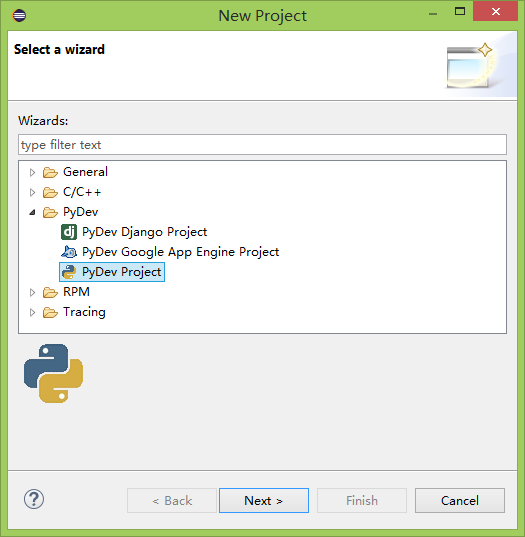 New Project
Select a wizard
Wizards:
type filter text
General
C/C++
PyDev
dj PyDev Django Project
PyDev Google App Engine Project
PyDev Project
RPM
Tracing
? < Back Next > Finish Cancel